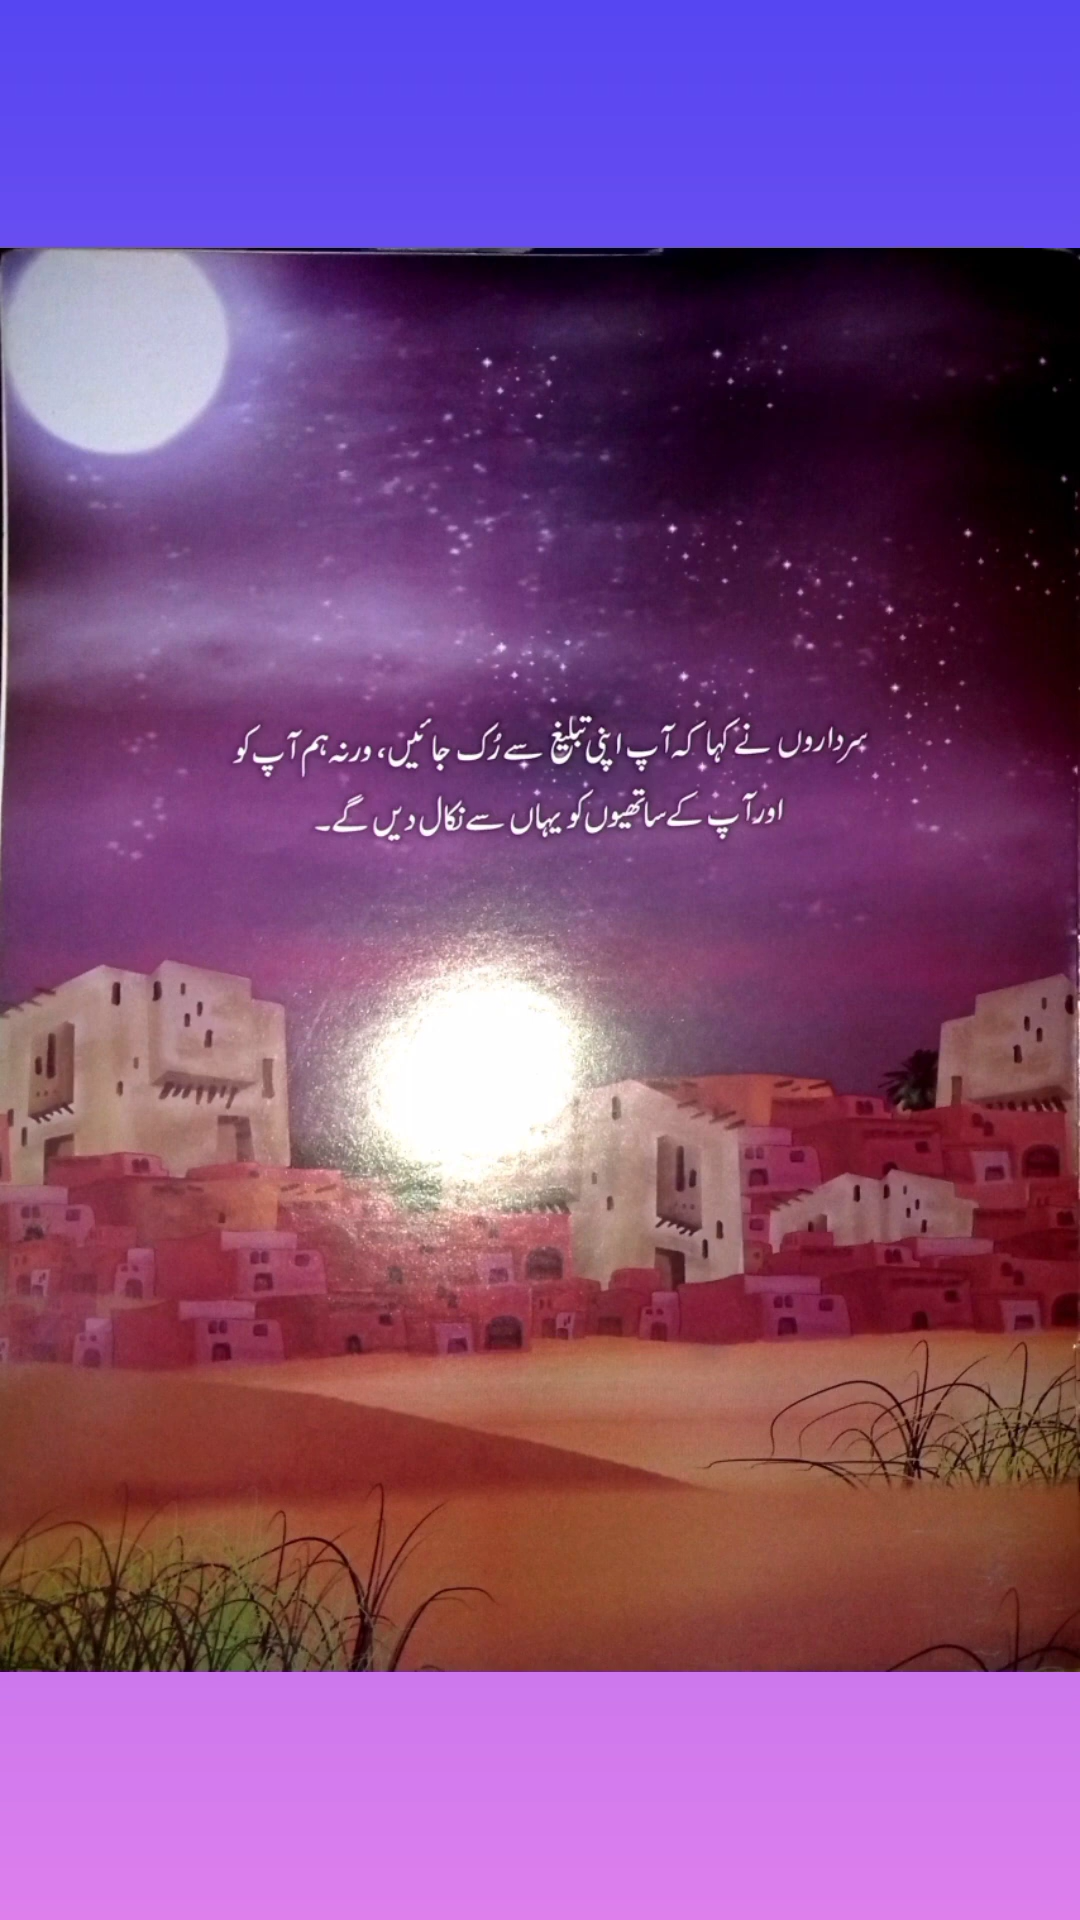 سرداروں نے کہا کہ آپ اپنی تبلیغ سے رُک جائیں، ورنہ ہم آپ کو
اور آپ کے ساتھیوں کو یہاں سے نکال دیں گے۔